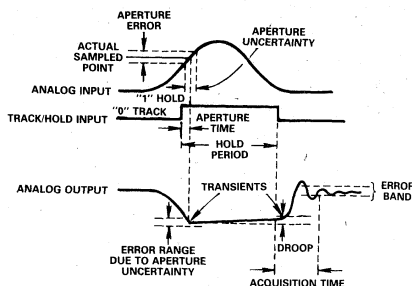 APERTURE
ERROR
ACTUAL
SAMPLED
POINT
APERTURE
UNCERTAINTY
ANALOG INPUT
"1" HOLD
"0" TRACK
TRACK/HOLD INPUT
APERTURE
TIME
HOLD
PERIOD
ANALOG OUTPUT
TRANSIENTS
ERROR
BAND
ERROR RANGE
DUE TO APERTURE
UNCERTAINTY
DROOP
ACQUISITION TIME